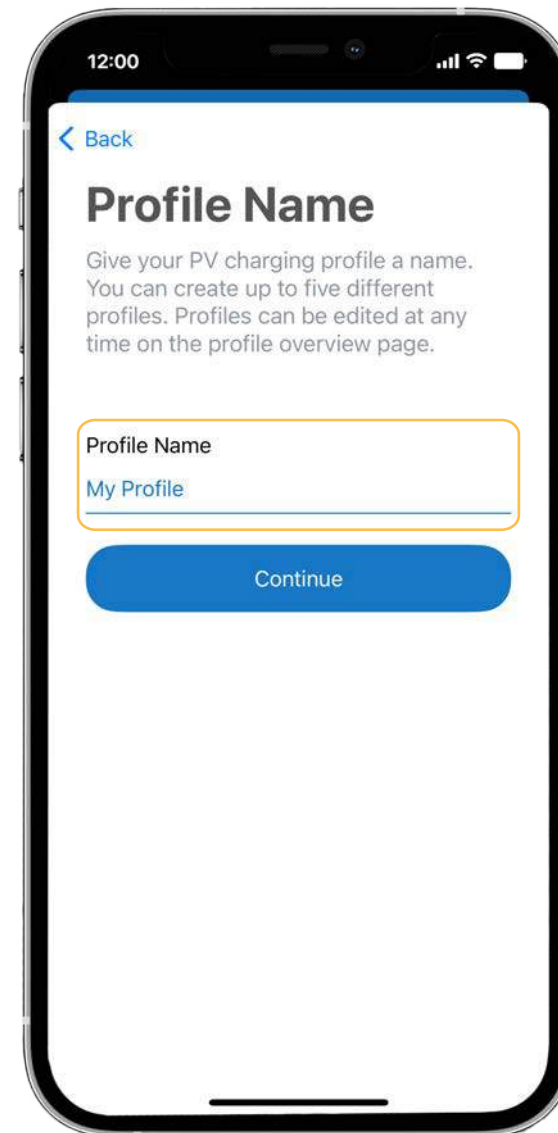 12:00
Back
Profile Name
Give your PV charging profile a name.
You can create up to five different
profiles. Profiles can be edited at any
time on the profile overview page.
Profile Name
My Profile
Continue